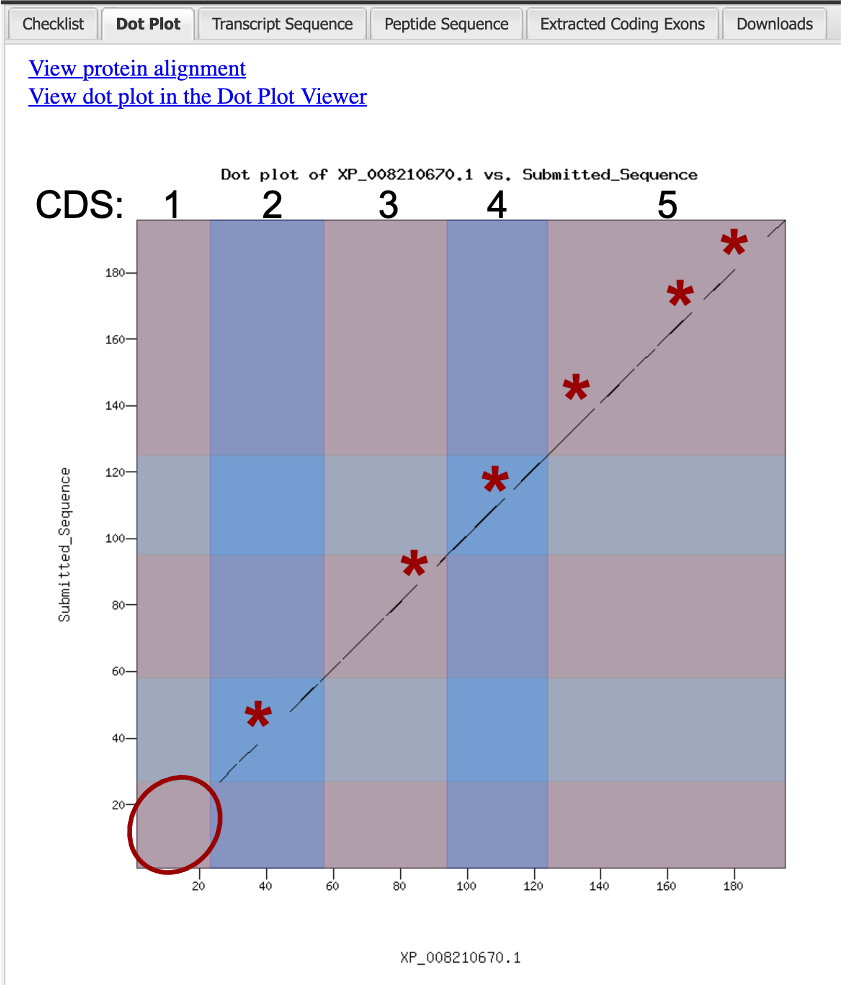 Checklist Dot Plot Transcript Sequence Peptide Sequence Extracted Coding Exons Downloads
View protein alignment
View dot plot in the Dot Plot Viewer
Dot plot of XP_008210670.1 vs. Submitted_Sequence
CDS: 1 2 3 4 5
*
180
*
160
*
140
*
120
100
*
80
60
*
40
20
Submitted_Sequence
20 40 60 80 100 120 140 160 180
XP_008210670.1